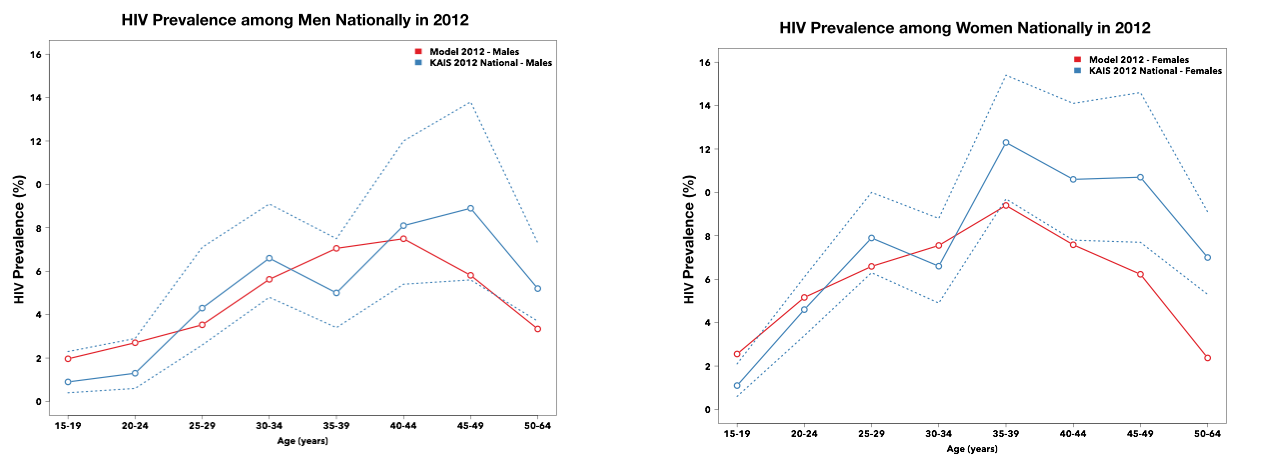 HIV Prevalence among Men Nationally in 2012
Model 2012 - Males
KAIS 2012 National - Males
HIV Prevalence (%)
16
14
12
0
8
6
4
2
0
15-19 20-24 25-29 30-34 35-39 40-44 45-49 50-64
Age (years)
HIV Prevalence among Women Nationally in 2012
Model 2012 - Females
KAIS 2012 National - Females
HIV Prevalence (%)
16
14
12
0
8
6
4
2
0
15-19 20-24 25-29 30-34 35-39 40-44 45-49 50-64
Age (years)